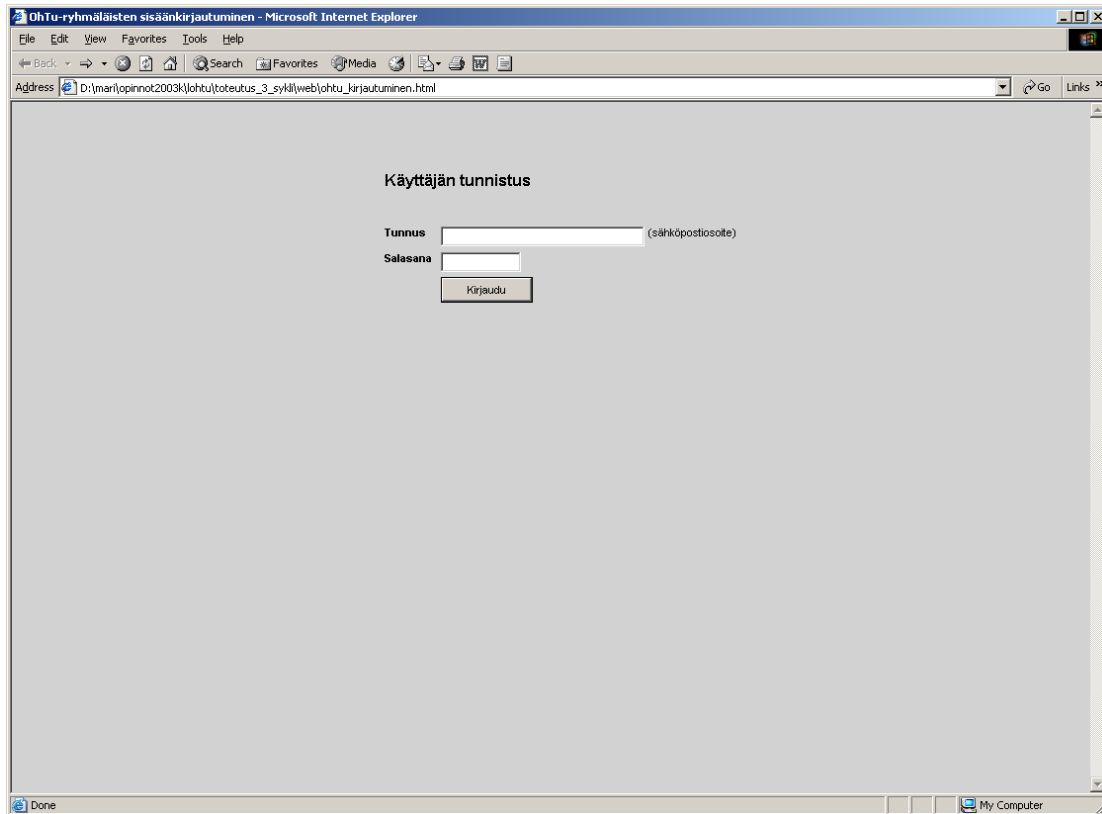 OhTu-ryhmäläisten sisäänkirjautuminen - Microsoft Internet Explorer
File Edit View Favorites Tools Help
Back Search Favorites Media
Address D:\mari\opinnot2003k\lohtu\toteutus_3_sykli\web\ohtu_kirjautuminen.html Go Links »
Käyttäjän tunnistus
Tunnus (sähköpostiosoite)
Salasana
Kirjaudu
Done My Computer